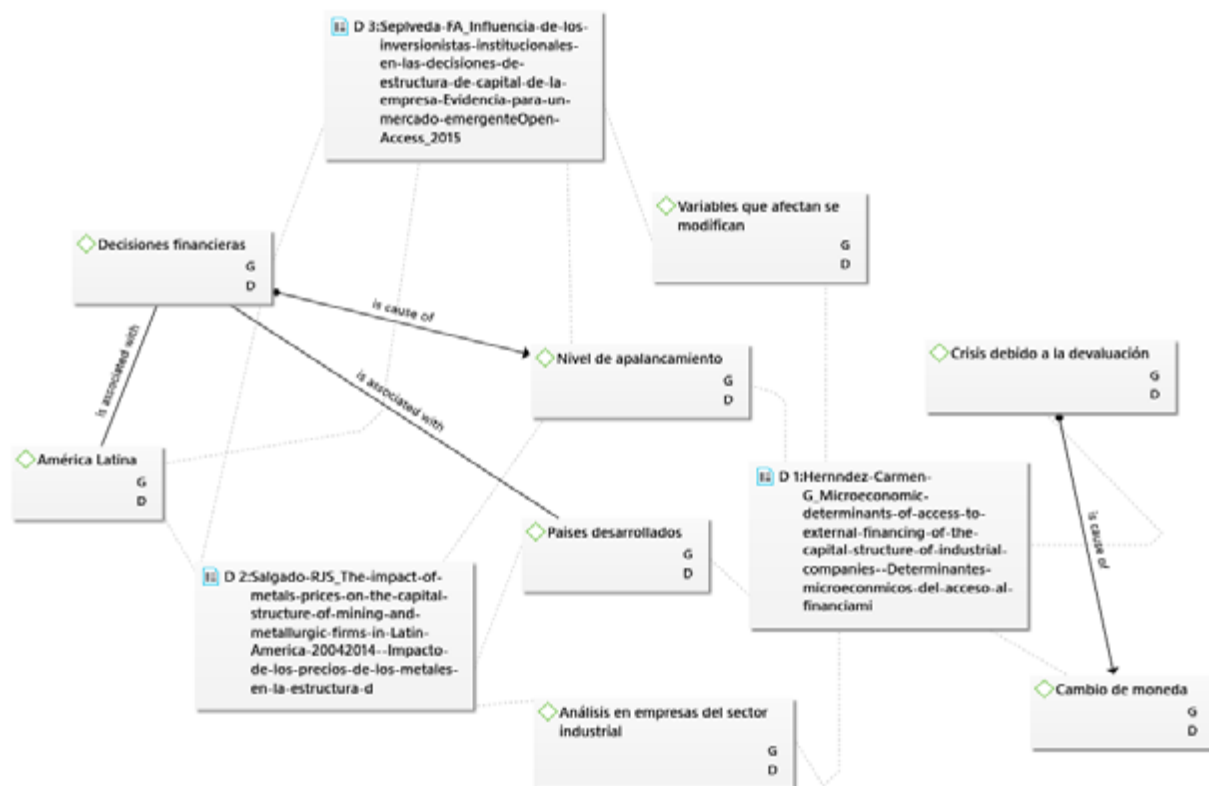 D 3:Seplveda-FA_Influencia-de-los-
inversionistas-institucionales-
en-las-decisiones-de-
estructura-de-capital-de-la-
empresa-Evidencia-para-un-
mercado-emergenteOpen-
Access_2015
Variables que afectan se
modifican
G
D
Decisiones financieras
G
D
is cause of
is associated with
is associated with
Nivel de apalancamiento
G
D
Crisis debido a la devaluación
G
D
América Latina
G
D
D 1:Hernndez-Carmen-
G_Microeconomic-
determinants-of-access-to-
external-financing-of-the-
capital-structure-of-industrial-
companies--Determinantes-
microeconmicos-del-acceso-al-
financiami
is cause of
Paises desarrollados
G
D
D 2:Salgado-RJS_The-impact-of-
metals-prices-on-the-capital-
structure-of-mining-and-
metallurgic-firms-in-Latin-
America-20042014--Impacto-
de-los-precios-de-los-metales-
en-la-estructura-d
Cambio de moneda
G
D
Análisis en empresas del sector
industrial
G
D